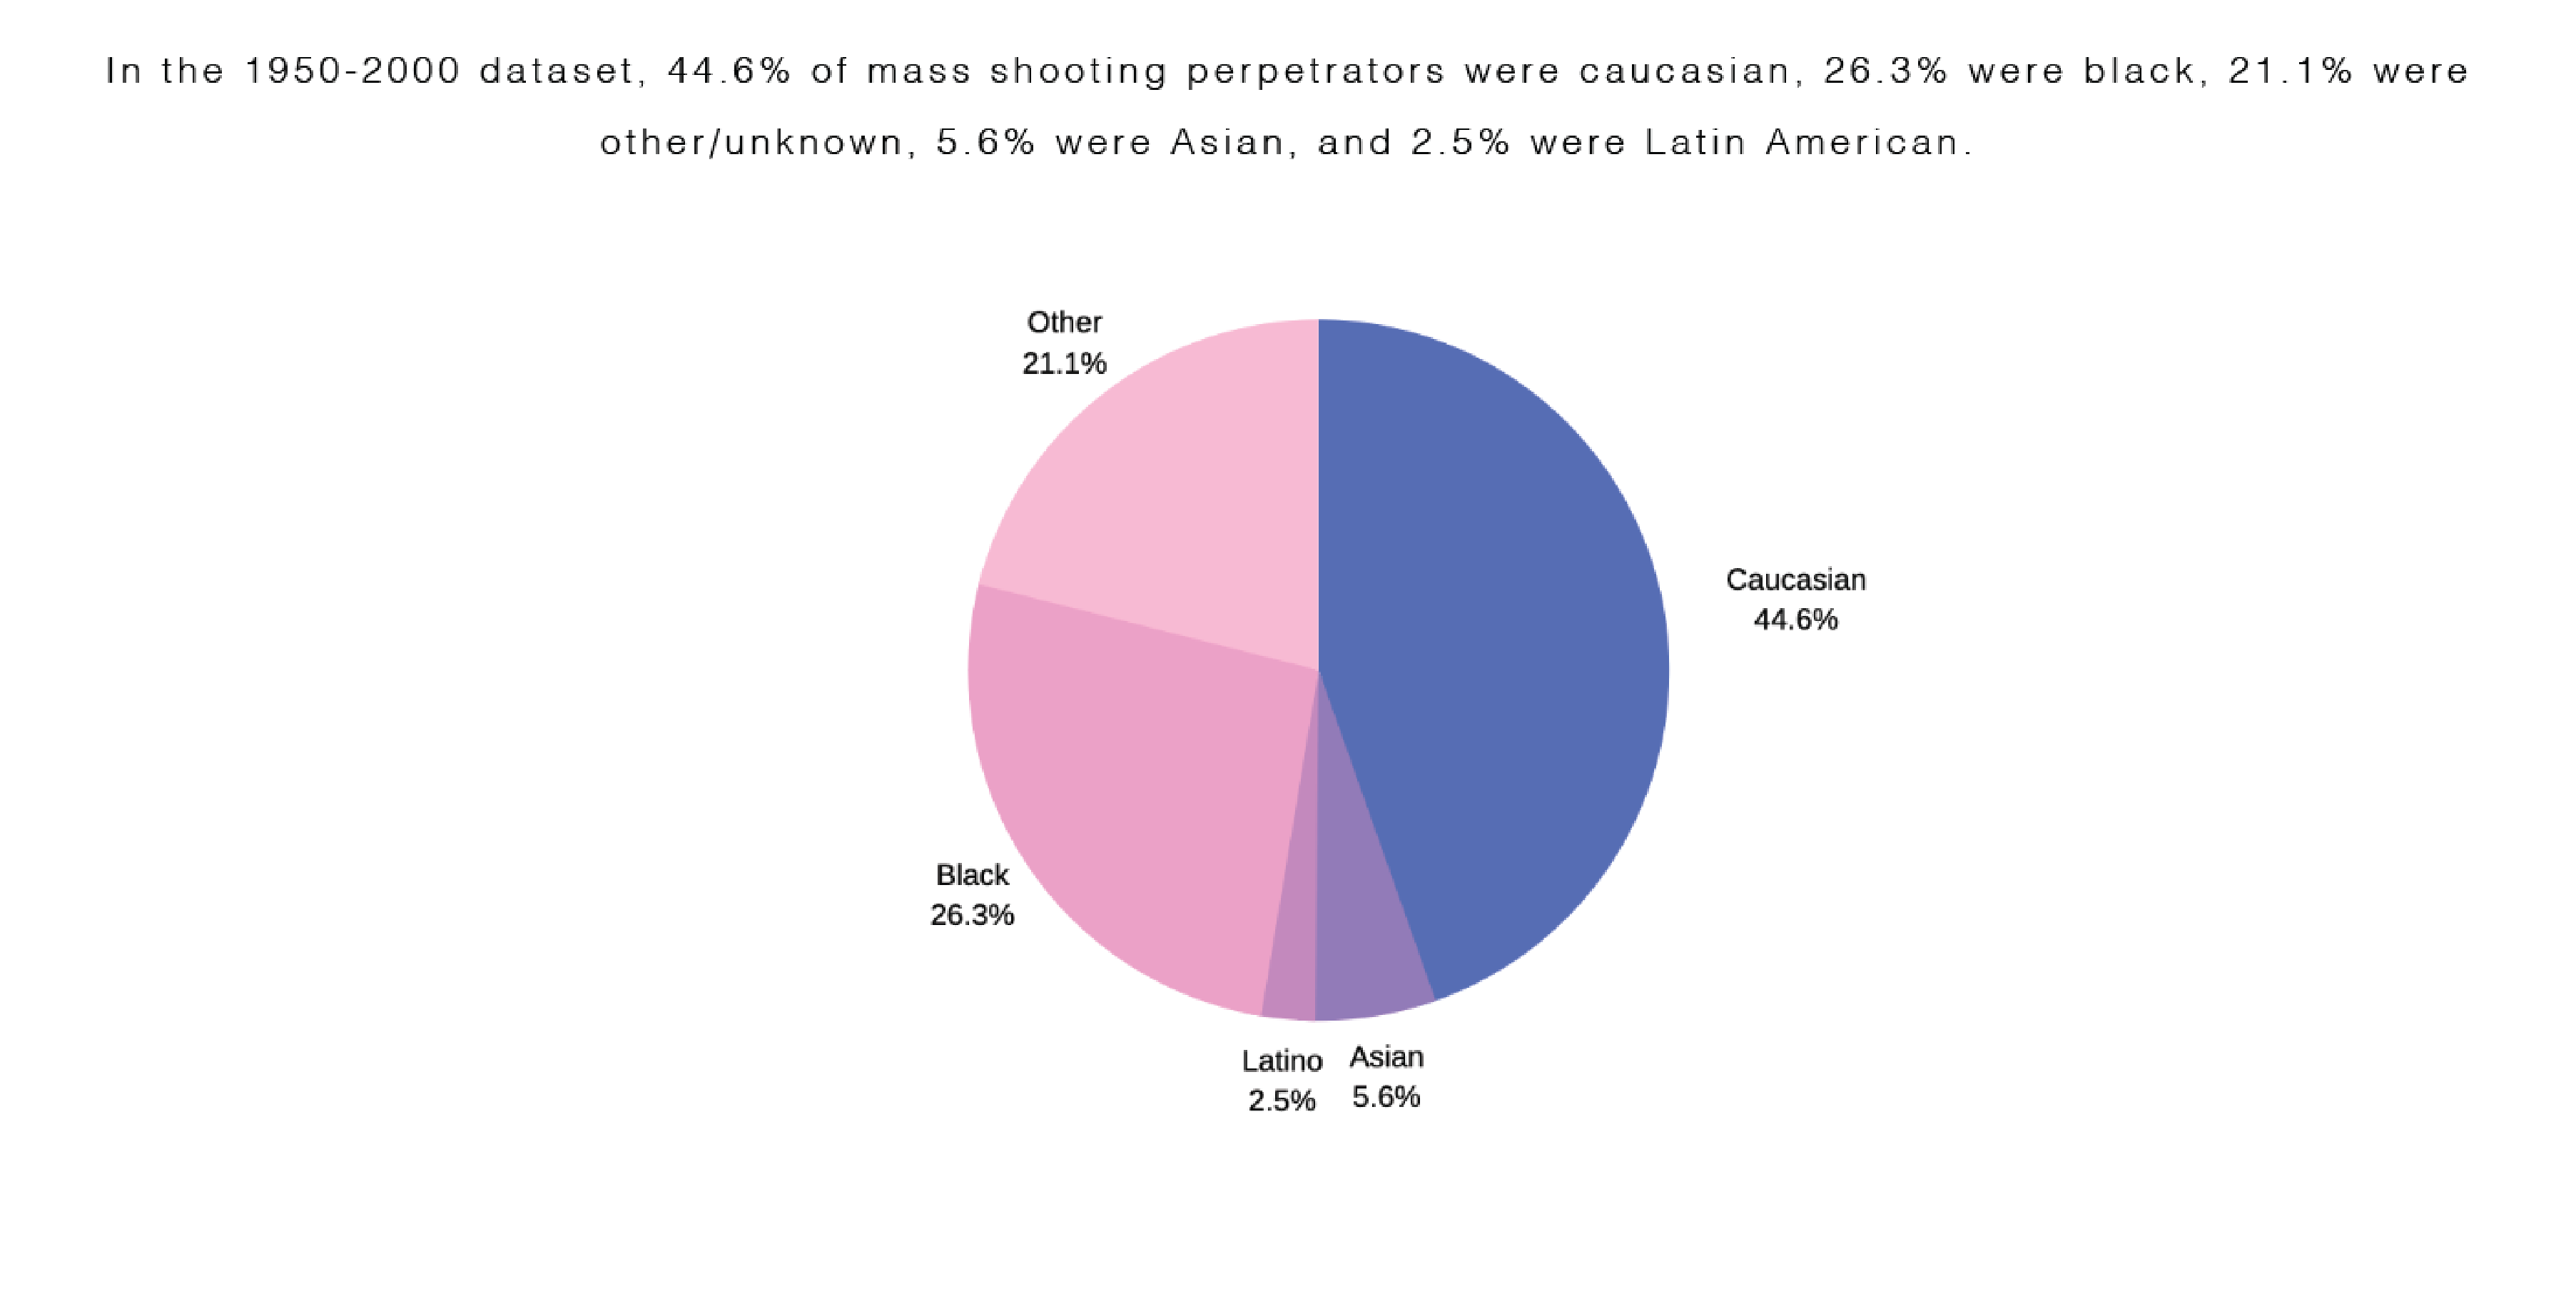 In the 1950-2000 dataset, 44.6% of mass shooting perpetrators were caucasian, 26.3% were black, 21.1% were
other/unknown, 5.6% were Asian, and 2.5% were Latin American.
Other
21.1%
Caucasian
44.6%
Black
26.3%
Latino
2.5%
Asian
5.6%